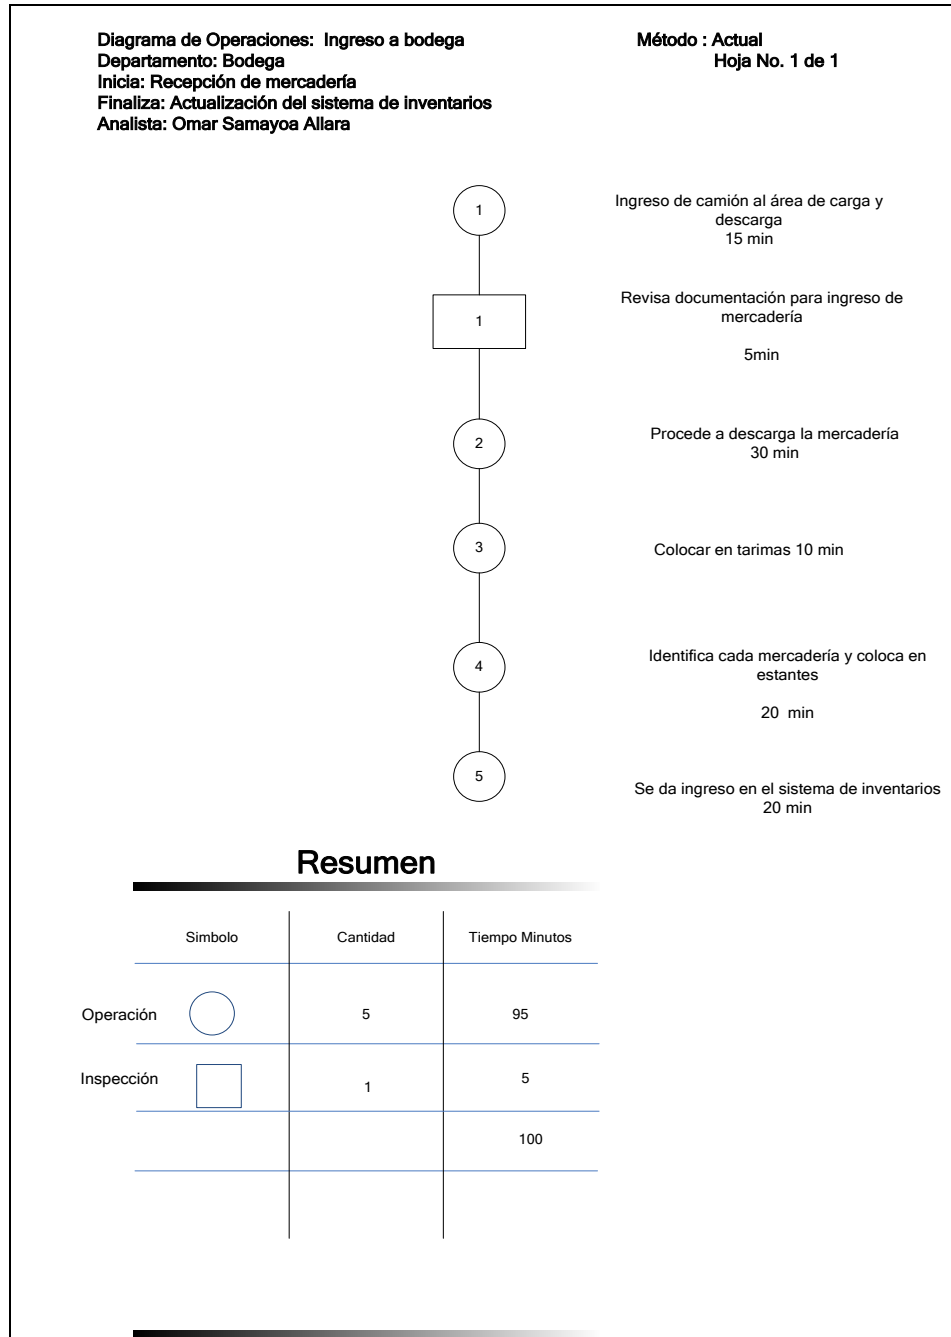 Diagrama de Operaciones: Ingreso a bodega
Método : Actual
Departamento: Bodega
Hoja No. 1 de 1
Inicia: Recepción de mercadería
Finaliza: Actualización del sistema de inventarios
Analista: Omar Samayoa Allara
1
Ingreso de camión al área de carga y
descarga
15 min
1
Revisa documentación para ingreso de
mercadería
5min
2
Procede a descarga la mercadería
30 min
3
Colocar en tarimas 10 min
4
Identifica cada mercadería y coloca en
estantes
20 min
5
Se da ingreso en el sistema de inventarios
20 min
Resumen
Simbolo Cantidad Tiempo Minutos
Operación 5 95
Inspección 1 5
100